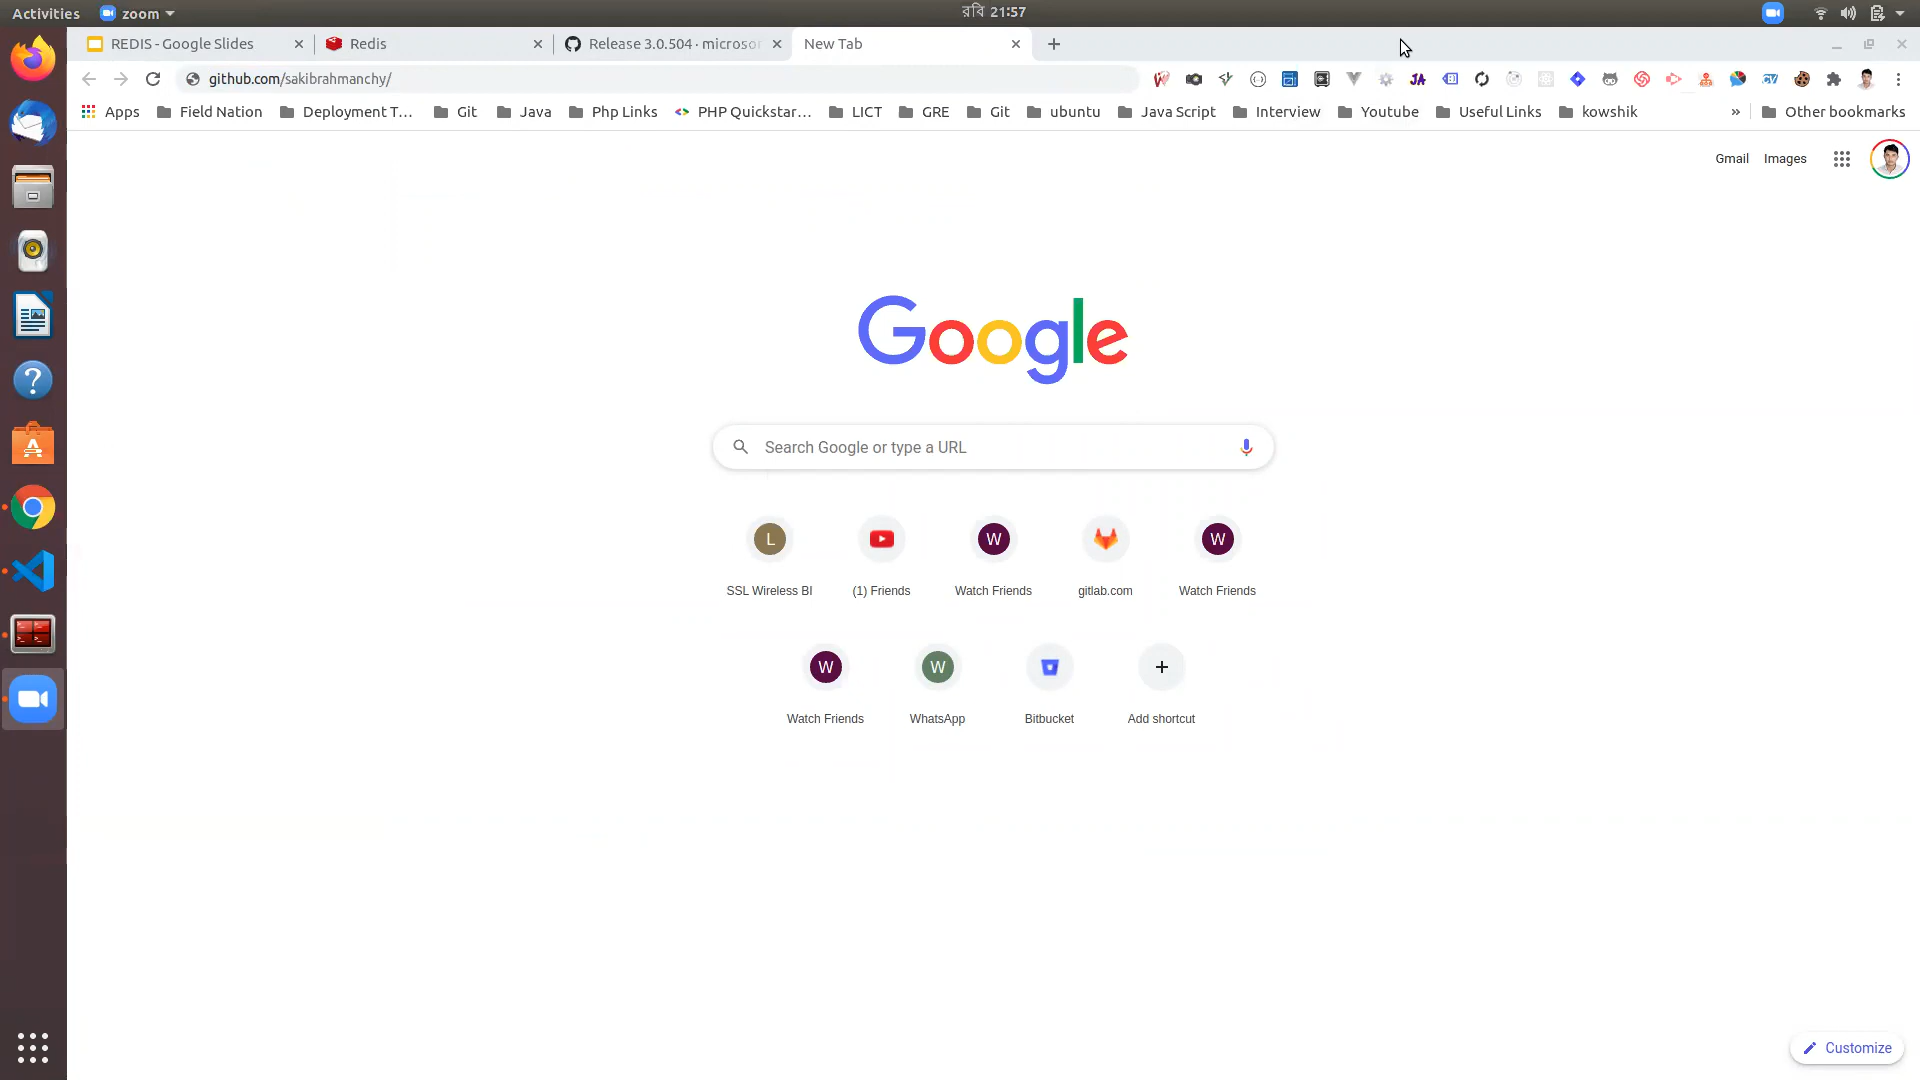 Activities zoom রবি 21:57
REDIS - Google Slides Redis Release 3.0.504 · microsof New Tab
github.com/sakibrahmanchy/
Apps Field Nation Deployment T... Git Java Php Links PHP Quickstar... LICT GRE Git ubuntu Java Script Interview Youtube Useful Links kowshik » Other bookmarks
Gmail Images
Google
Search Google or type a URL
L W W
SSL Wireless BI (1) Friends Watch Friends gitlab.com Watch Friends
W W
Watch Friends WhatsApp Bitbucket Add shortcut
Customize